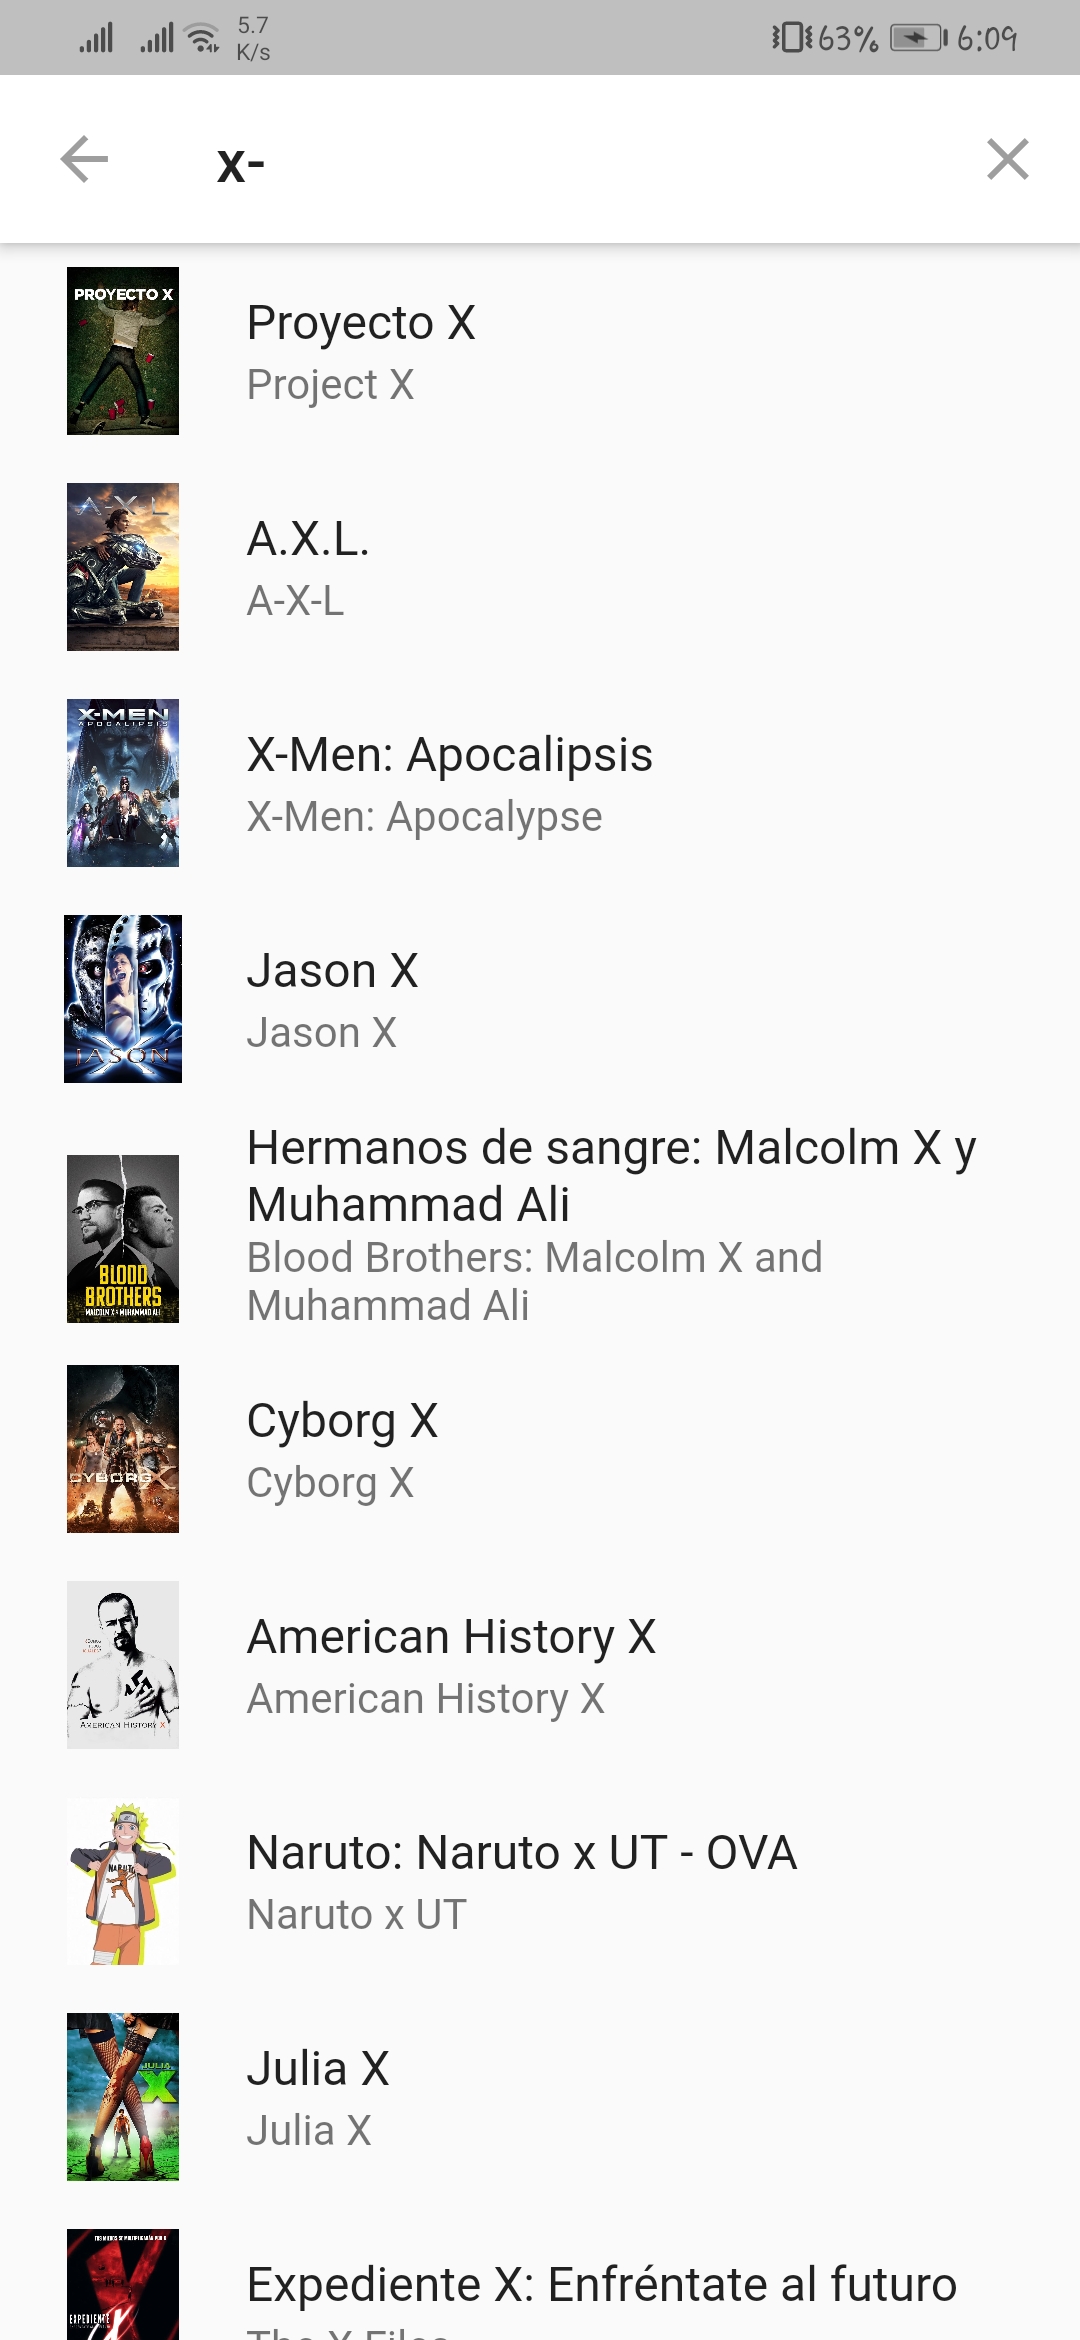 5.7
K/s
63%
6:09
x-
PROYECTO X
Proyecto X
Project X
A-X-L
A.X.L.
A-X-L
X-MEN
APOCALIPSIS
X-Men: Apocalipsis
X-Men: Apocalypse
JASON X
Jason X
Jason X
Hermanos de sangre: Malcolm X y
Muhammad Ali
Blood Brothers: Malcolm X and
Muhammad Ali
BLOOD
BROTHERS
MALCOLM X & MUHAMMAD ALI
CYBORG X
Cyborg X
Cyborg X
American History X
American History X
AMERICAN HISTORY X
NARUTO
Naruto: Naruto x UT - OVA
Naruto x UT
JULIA
X
Julia X
Julia X
Expediente X: Enfréntate al futuro
EXPEDIENTE
X
The X Files